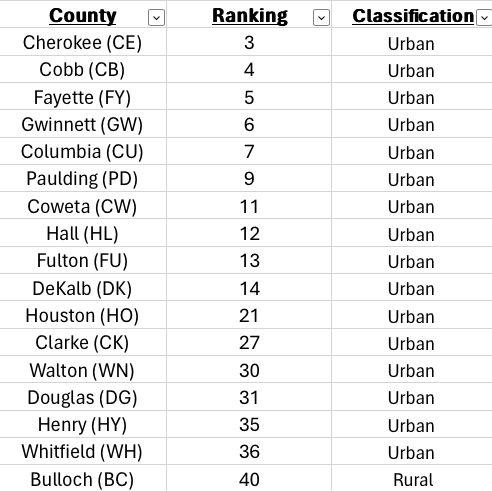 County Ranking Classification
Cherokee (CE) 3 Urban
Cobb (CB) 4 Urban
Fayette (FY) 5 Urban
Gwinnett (GW) 6 Urban
Columbia (CU) 7 Urban
Paulding (PD) 9 Urban
Coweta (CW) 11 Urban
Hall (HL) 12 Urban
Fulton (FU) 13 Urban
DeKalb (DK) 14 Urban
Houston (HO) 21 Urban
Clarke (CK) 27 Urban
Walton (WN) 30 Urban
Douglas (DG) 31 Urban
Henry (HY) 35 Urban
Whitfield (WH) 36 Urban
Bulloch (BC) 40 Rural